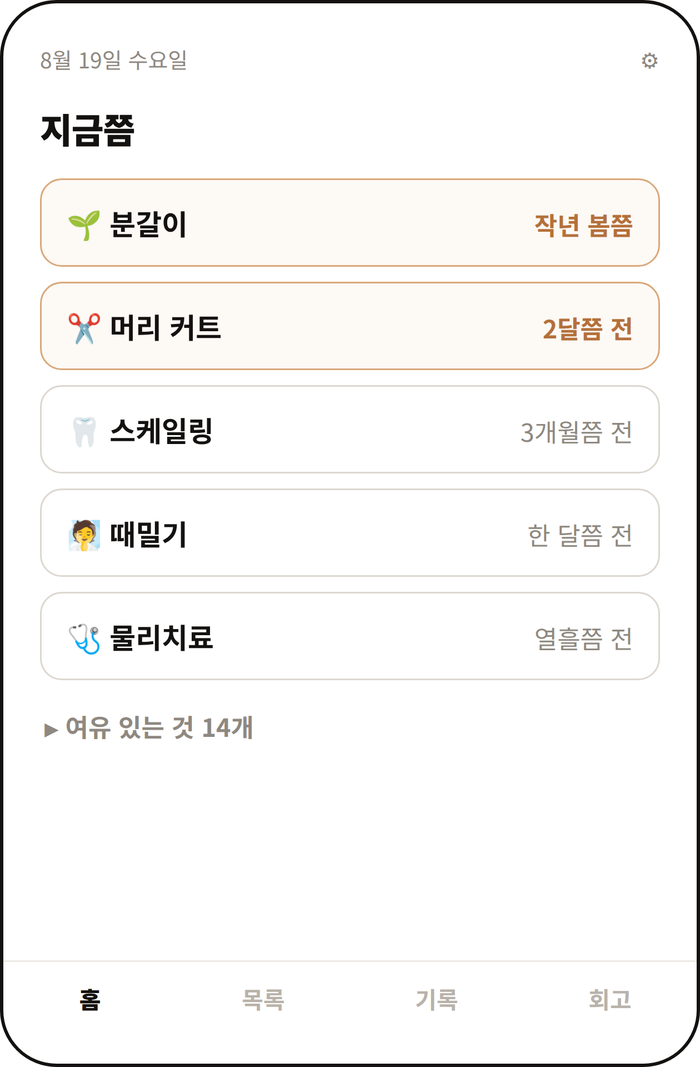 8월 19일 수요일 ⚙
지금쯤
🌱 분갈이 작년 봄쯤
✂️ 머리 커트 2달쯤 전
🦷 스케일링 3개월쯤 전
🧖 때밀기 한 달쯤 전
🩺 물리치료 열흘쯤 전
▶ 여유 있는 것 14개
홈 목록 기록 회고